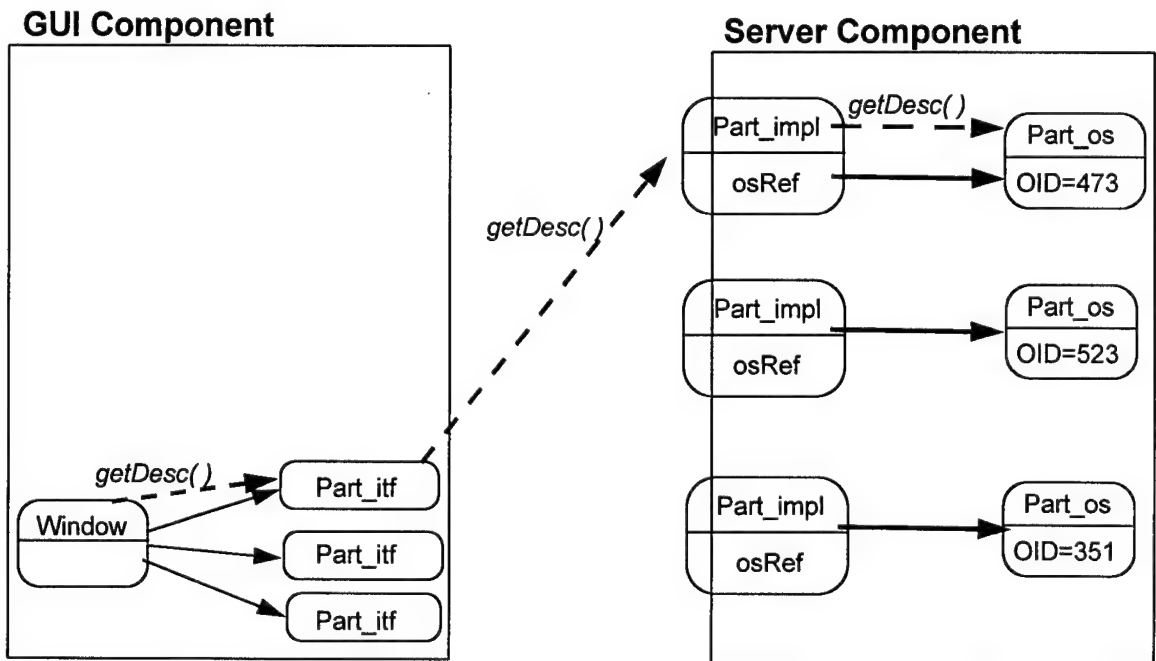 GUI Component
Server Component
getDesc()
Part_impl
osRef
Part_os
OID=473
getDesc()
Part_impl
osRef
Part_os
OID=523
getDesc()
Window
Part_itf
Part_itf
Part_itf
Part_impl
osRef
Part_os
OID=351